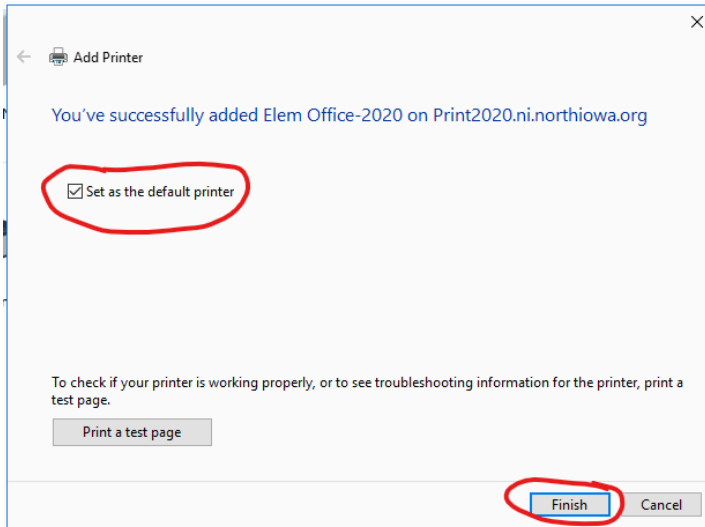 Add Printer
You've successfully added Elem Office-2020 on Print2020.ni.northiowa.org
Set as the default printer
To check if your printer is working properly, or to see troubleshooting information for the printer, print a
test page.
Print a test page
Finish Cancel